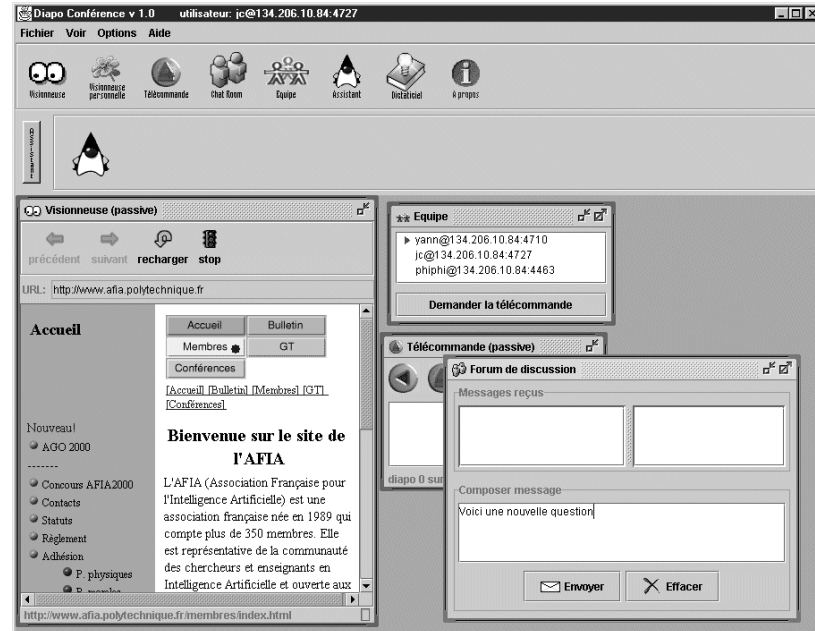 Diapo Conférence v 1.0 utilisateur: jc@134.206.10.84:4727
Fichier Voir Options Aide
Visionneuse
Visionneuse personnelle
Télécommande
Chat Room
Equipe
Assistant
Didaticiel
A propos
Visionneuse (passive)
précédent suivant recharger stop
URL: http://www.afia.polytechnique.fr
Accueil
Nouveau!
AGO 2000
-------
Concours AFIA2000
Contacts
Statuts
Règlement
Adhésion
P. physiques
P. morales
Accueil Bulletin
Membres GT
Conférences
[Accueil] [Bulletin] [Membres] [GT]
[Conférences]
Bienvenue sur le site de
l'AFIA
L'AFIA (Association Française pour
l'Intelligence Artificielle) est une
association française née en 1989 qui
compte plus de 350 membres. Elle
est représentative de la communauté
des chercheurs et enseignants en
Intelligence Artificielle et ouverte aux
http://www.afia.polytechnique.fr/membres/index.html
Equipe
yann@134.206.10.84:4710
jc@134.206.10.84:4727
phiphi@134.206.10.84:4463
Demander la télécommande
Télécommande (passive)
diapo 0 sur
Forum de discussion
Messages reçus
Composer message
Voici une nouvelle question
Envoyer Effacer